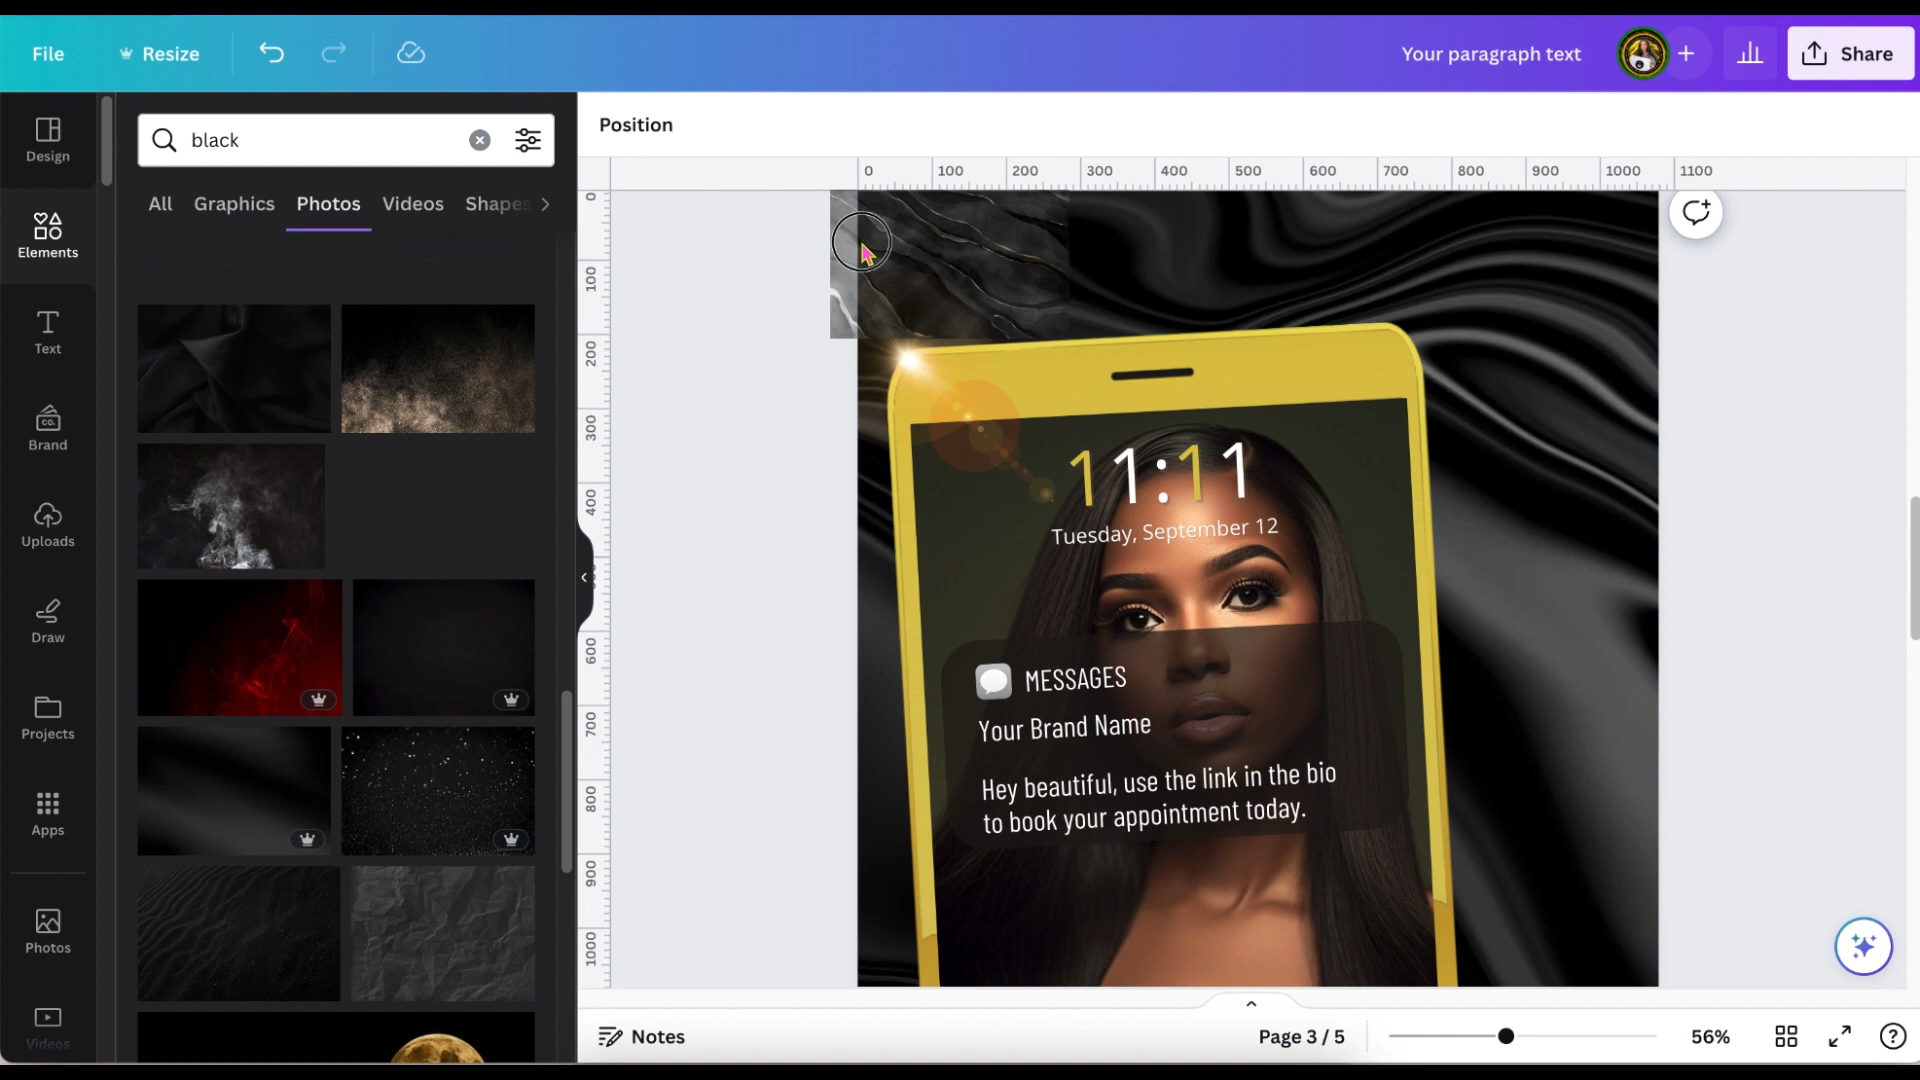 File
Resize
Your paragraph text
Share
Design
Elements
Text
Brand
CO.
Uploads
Draw
Projects
Apps
Photos
Videos
black
All Graphics Photos Videos Shapes
Position
0 100 200 300 400 500 600 700 800 900 1000 1100
0
100
200
300
400
600
700
800
900
1000
11:11
Tuesday, September 12
MESSAGES
Your Brand Name
Hey beautiful, use the link in the bio
to book your appointment today.
Notes
Page 3 / 5
56%